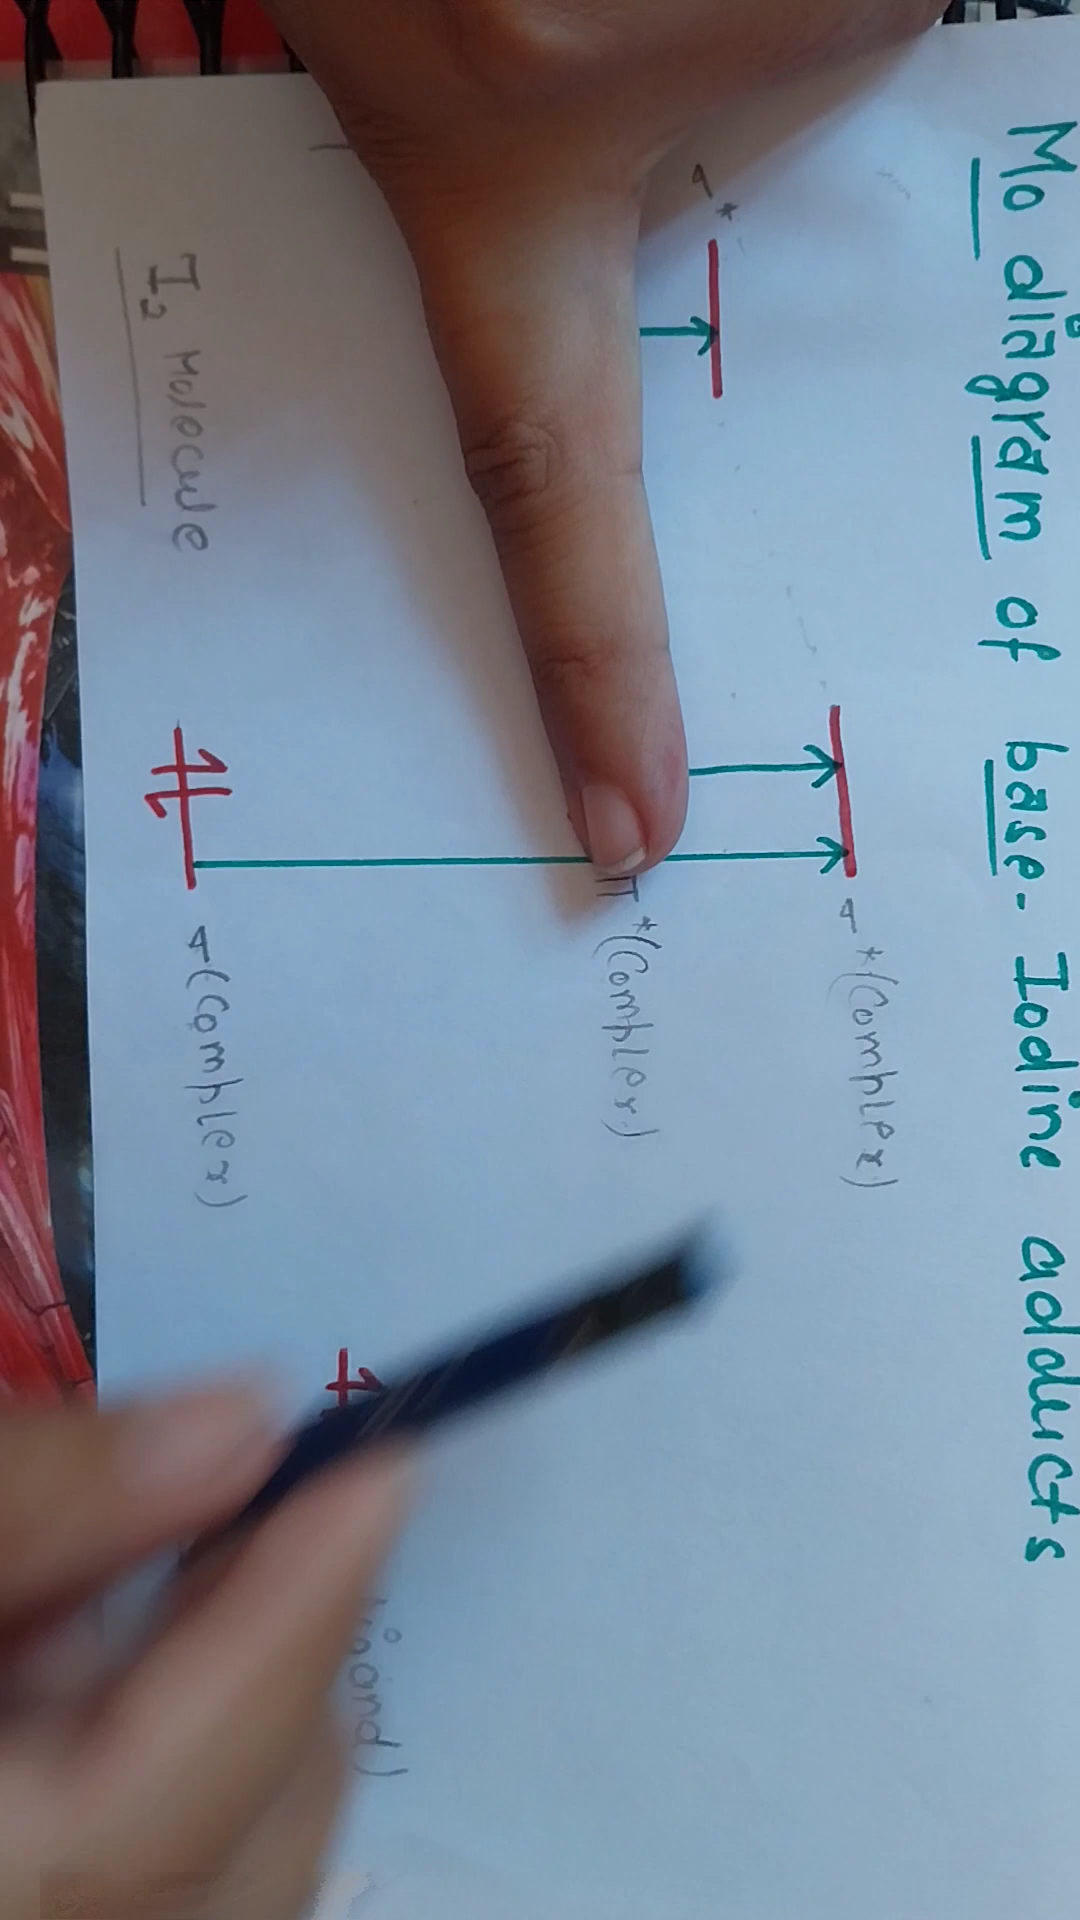 Mo diagram of base-Iodine adducts
σ*(Complex)
σ*
π*(Complex)
σ(Complex)
I2 Molecule